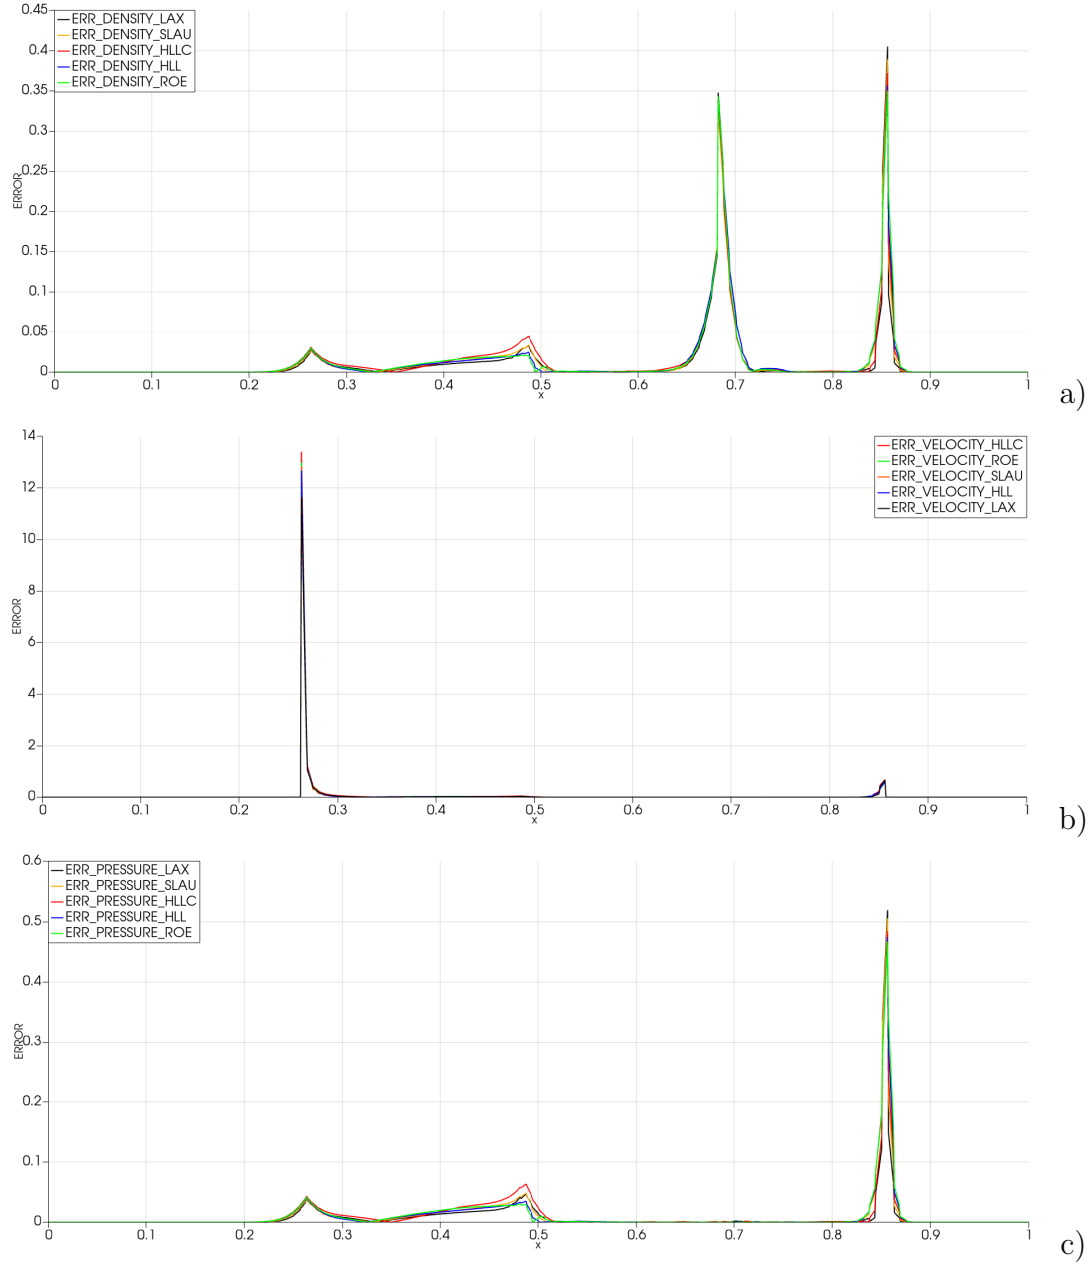 0.45
ERR_DENSITY_LAX
ERR_DENSITY_SLAU
ERR_DENSITY_HLLC
ERR_DENSITY_HLL
ERR_DENSITY_ROE
0.4
0.35
0.3
0.25
ERROR
0.2
0.15
0.1
0.05
0
0 0.1 0.2 0.3 0.4 0.5 0.6 0.7 0.8 0.9 1
x
a)
14
ERR_VELOCITY_HLLC
ERR_VELOCITY_ROE
ERR_VELOCITY_SLAU
ERR_VELOCITY_HLL
ERR_VELOCITY_LAX
12
10
8
ERROR
6
4
2
0
0 0.1 0.2 0.3 0.4 0.5 0.6 0.7 0.8 0.9 1
x
b)
0.6
ERR_PRESSURE_LAX
ERR_PRESSURE_SLAU
ERR_PRESSURE_HLLC
ERR_PRESSURE_HLL
ERR_PRESSURE_ROE
0.5
0.4
ERROR
0.3
0.2
0.1
0
0 0.1 0.2 0.3 0.4 0.5 0.6 0.7 0.8 0.9 1
x
c)